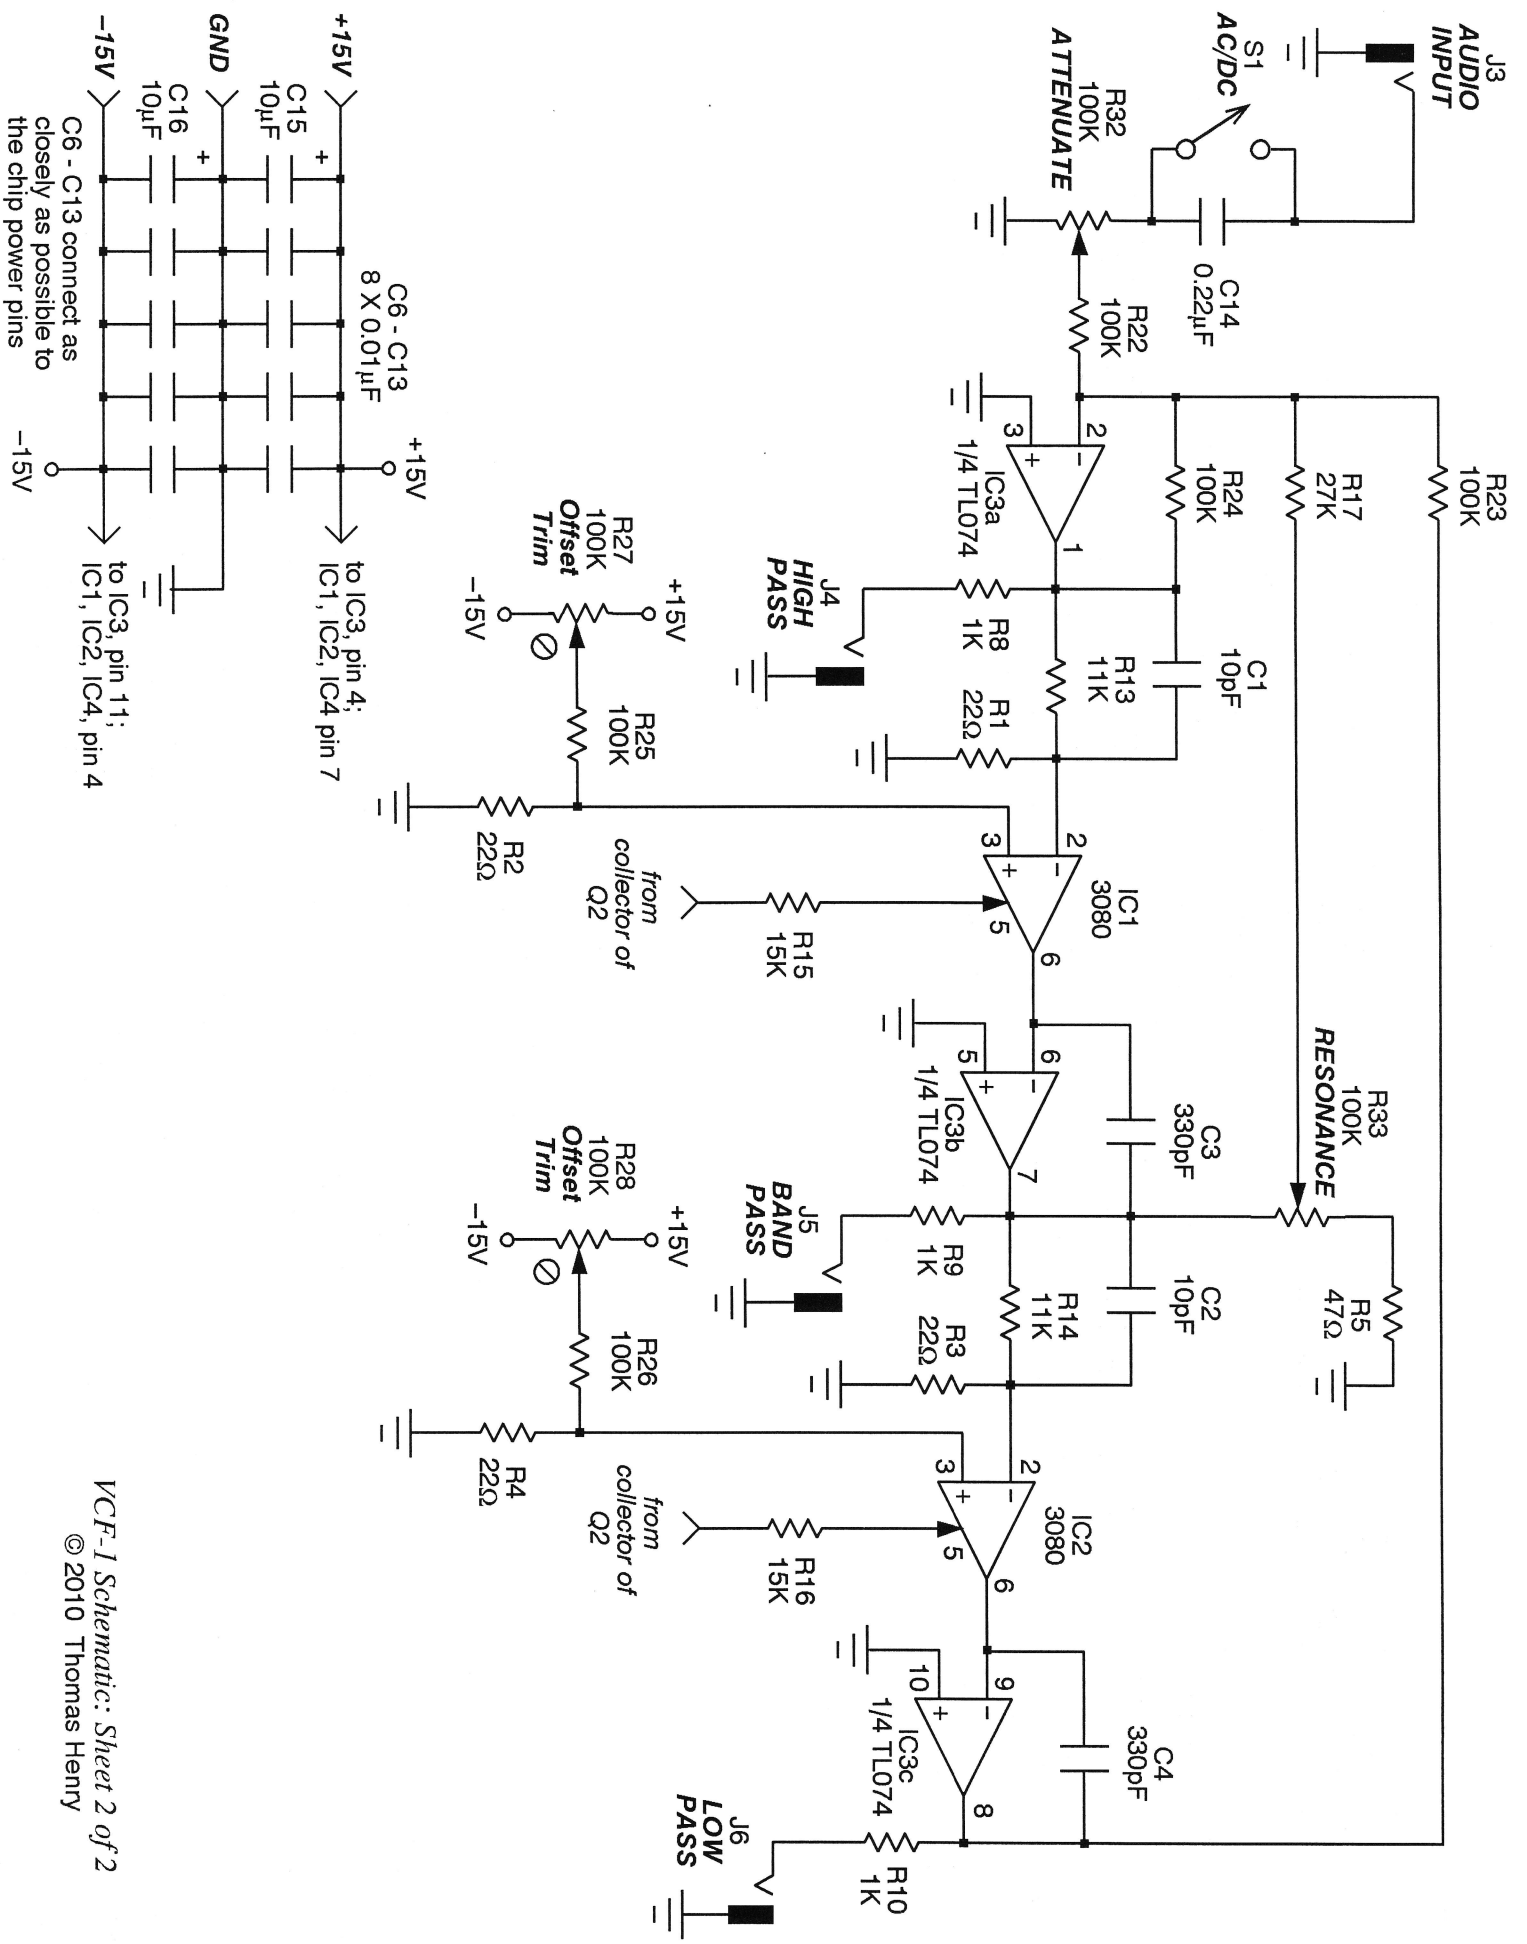 J3
AUDIO
INPUT
S1
AC/DC
C14
0.22µF
R32
100K
ATTENUATE
R22
100K
R23
100K
R17
27K
R24
100K
2
3
–
+
1
IC3a
1/4 TL074
C1
10pF
R8
1K
J4
HIGH
PASS
R13
11K
R1
22Ω
R27
100K
Offset
Trim
+15V
–15V
R25
100K
R2
22Ω
2
3
–
+
5
6
IC1
3080
from
collector of
Q2
R15
15K
6
5
–
+
7
IC3b
1/4 TL074
C3
330pF
R33
100K
RESONANCE
R5
47Ω
C2
10pF
R9
1K
J5
BAND
PASS
R14
11K
R3
22Ω
R28
100K
Offset
Trim
+15V
–15V
R26
100K
R4
22Ω
2
3
–
+
5
6
IC2
3080
from
collector of
Q2
R16
15K
9
10
–
+
8
IC3c
1/4 TL074
C4
330pF
R10
1K
J6
LOW
PASS
+15V
GND
–15V
C15
10µF
+
C16
10µF
+
C6 - C13
8 X 0.01µF
+15V
–15V
to IC3, pin 4;
IC1, IC2, IC4 pin 7
to IC3, pin 11;
IC1, IC2, IC4, pin 4
C6 - C13 connect as
closely as possible to
the chip power pins
VCF-1 Schematic: Sheet 2 of 2
© 2010 Thomas Henry